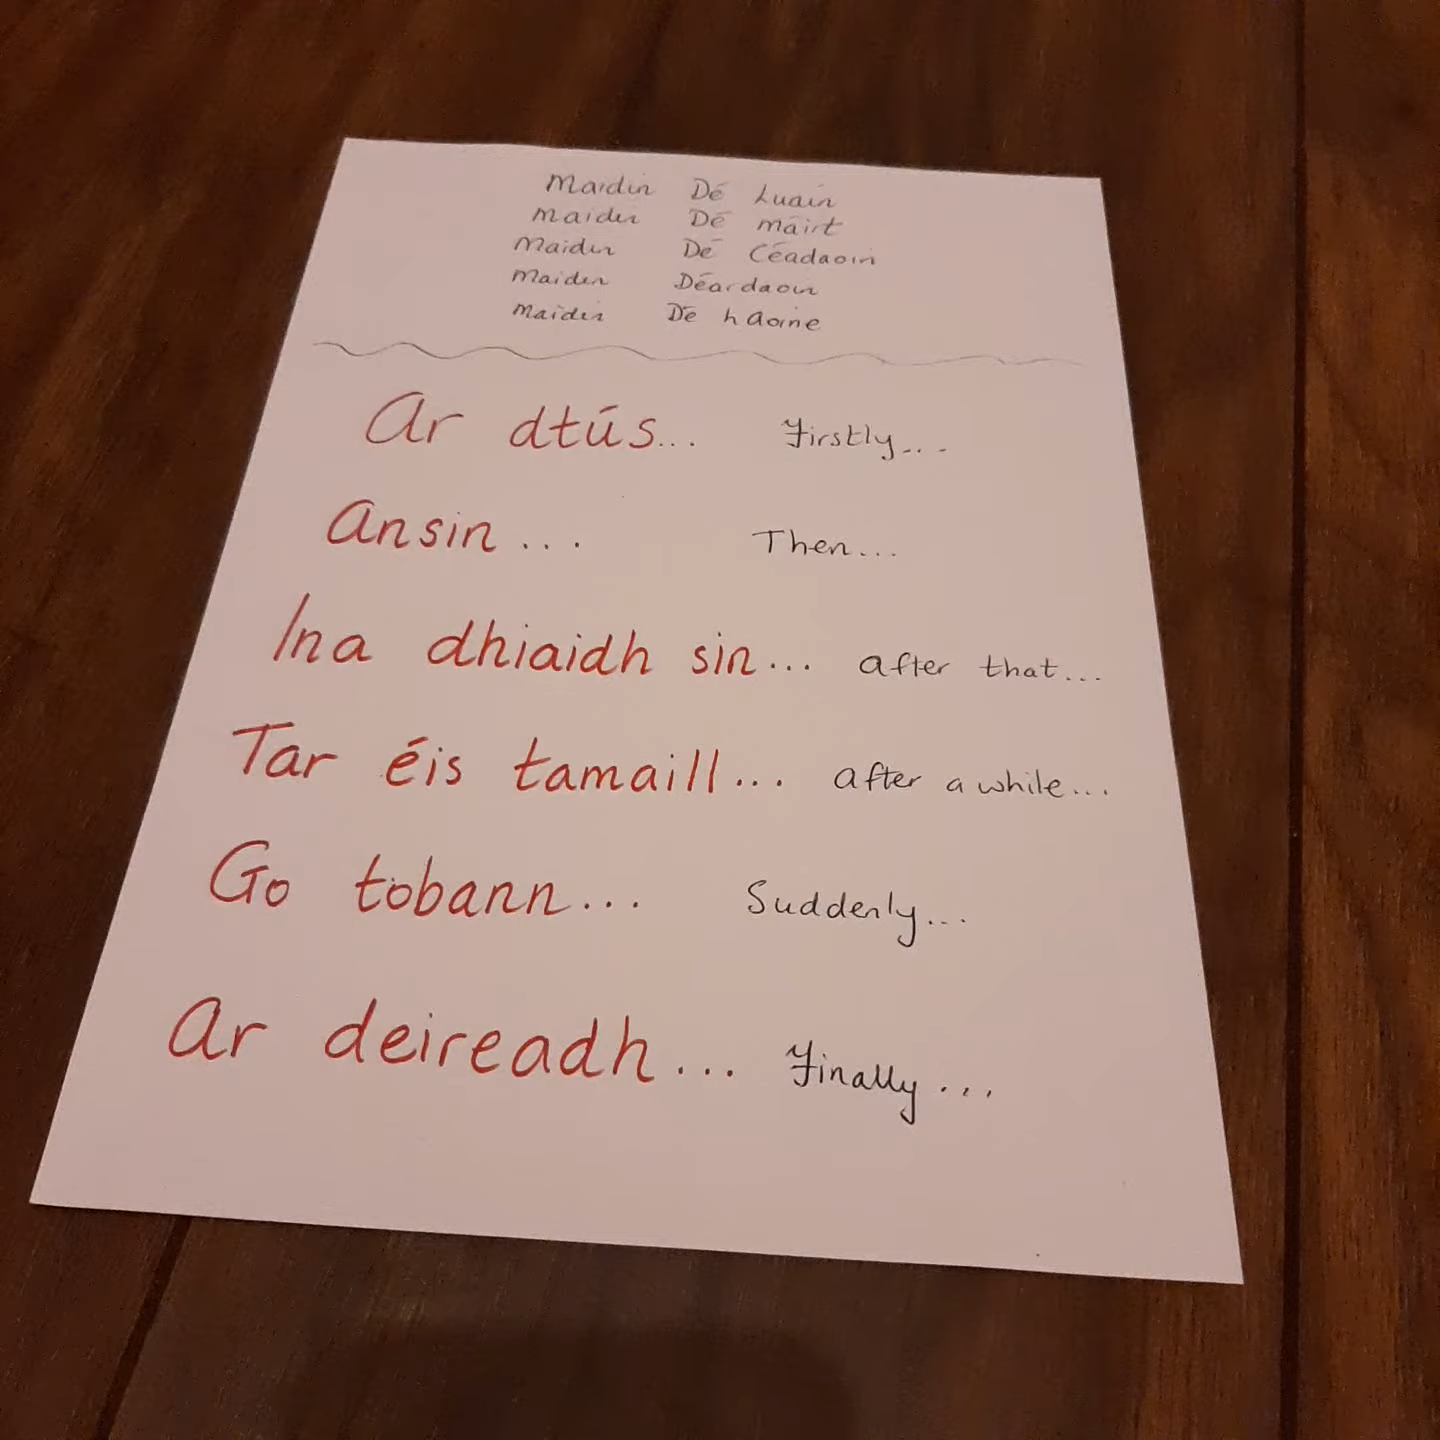 Maidin Dé Luain
Maidin Dé Máirt
Maidin Dé Céadaoin
Maidin Déardaoin
Maidin Dé hAoine
Ar dtús... Firstly...
Ansin... Then...
Ina dhiaidh sin... after that...
Tar éis tamaill... after a while...
Go tobann... Suddenly...
Ar deireadh... Finally...